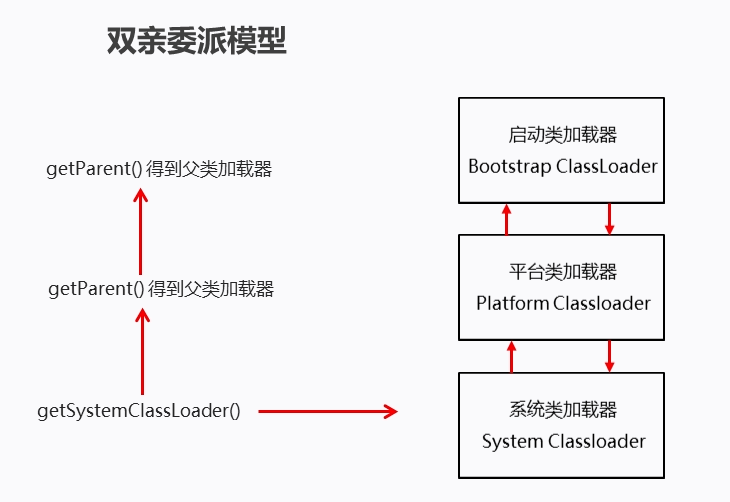 双亲委派模型
启动类加载器
Bootstrap ClassLoader
getParent() 得到父类加载器
平台类加载器
Platform Classloader
getParent() 得到父类加载器
getSystemClassLoader()
系统类加载器
System Classloader